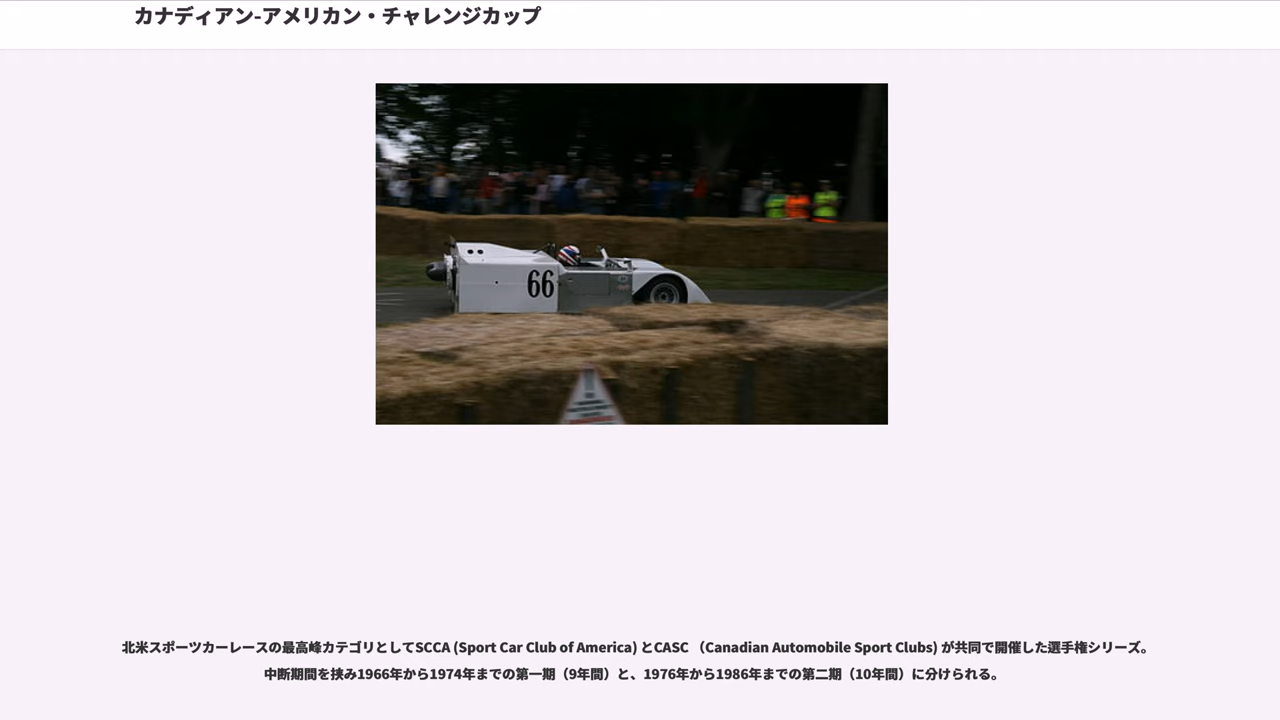 カナディアン-アメリカン・チャレンジカップ
66
北米スポーツカーレースの最高峰カテゴリとしてSCCA (Sport Car Club of America) とCASC （Canadian Automobile Sport Clubs) が共同で開催した選手権シリーズ。
中断期間を挟み1966年から1974年までの第一期（9年間）と、1976年から1986年までの第二期（10年間）に分けられる。